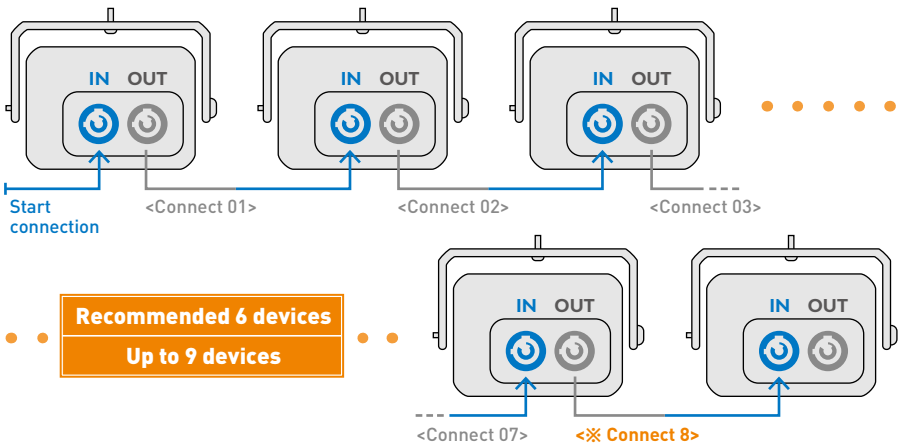 IN OUT
IN OUT
IN OUT
Start
connection
<Connect 01>
<Connect 02>
<Connect 03>
Recommended 6 devices
Up to 9 devices
IN OUT
IN OUT
<Connect 07>
<※ Connect 8>